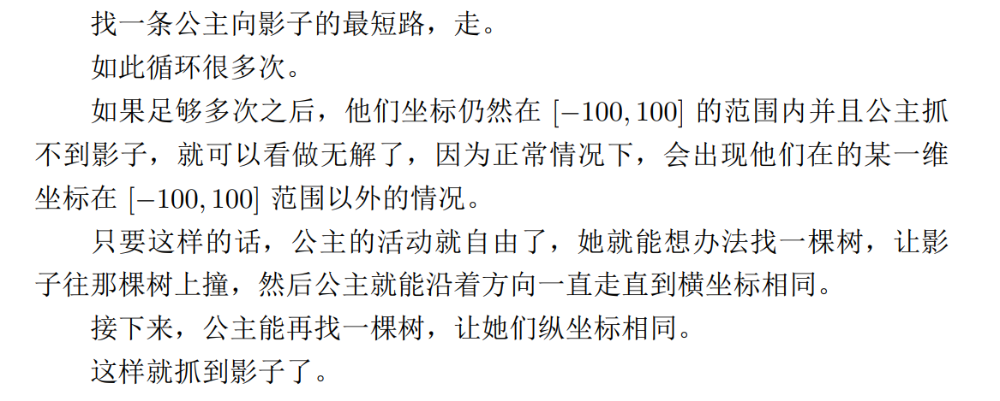 找一条公主向影子的最短路，走。
如此循环很多次。
如果足够多次之后，他们坐标仍然在 [−100, 100] 的范围内并且公主抓
不到影子，就可以看做无解了，因为正常情况下，会出现他们在的某一维
坐标在 [−100, 100] 范围以外的情况。
只要这样的话，公主的活动就自由了，她就能想办法找一棵树，让影
子往那棵树上撞，然后公主就能沿着方向一直走直到横坐标相同。
接下来，公主能再找一棵树，让她们纵坐标相同。
这样就抓到影子了。